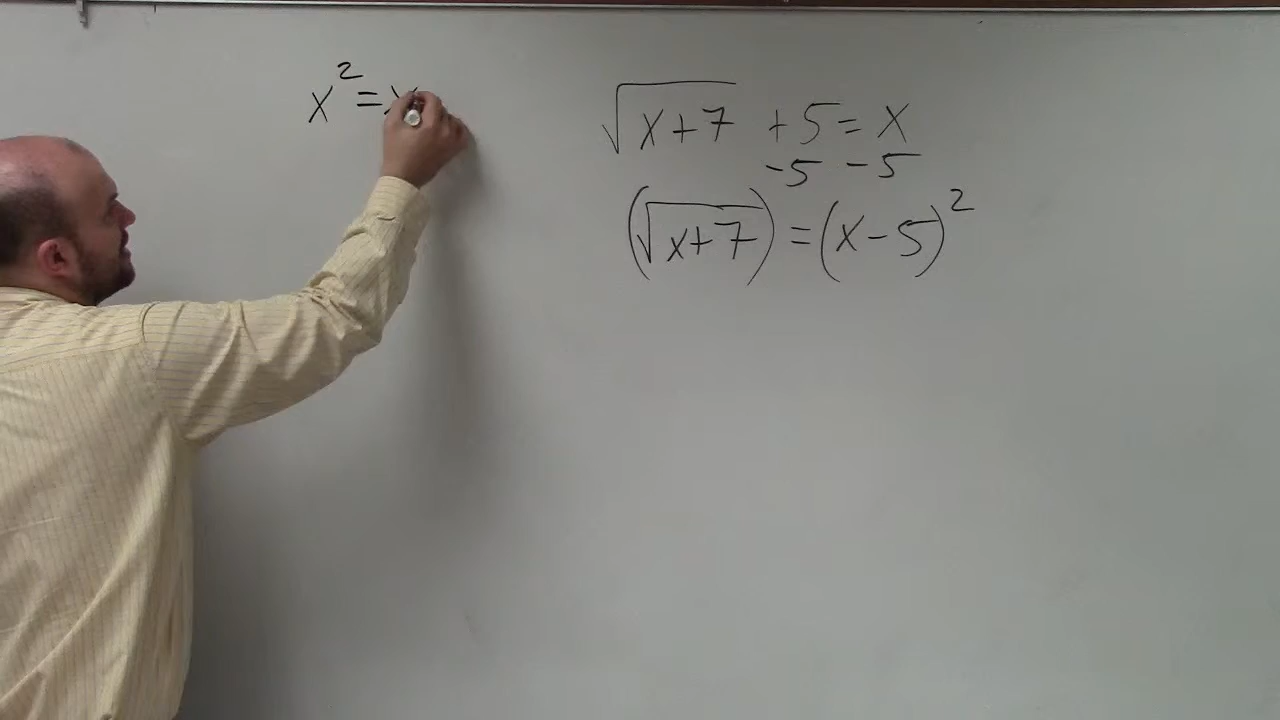 x² = x
√x+7 + 5 = x
-5 -5
(√x+7) = (x-5)²